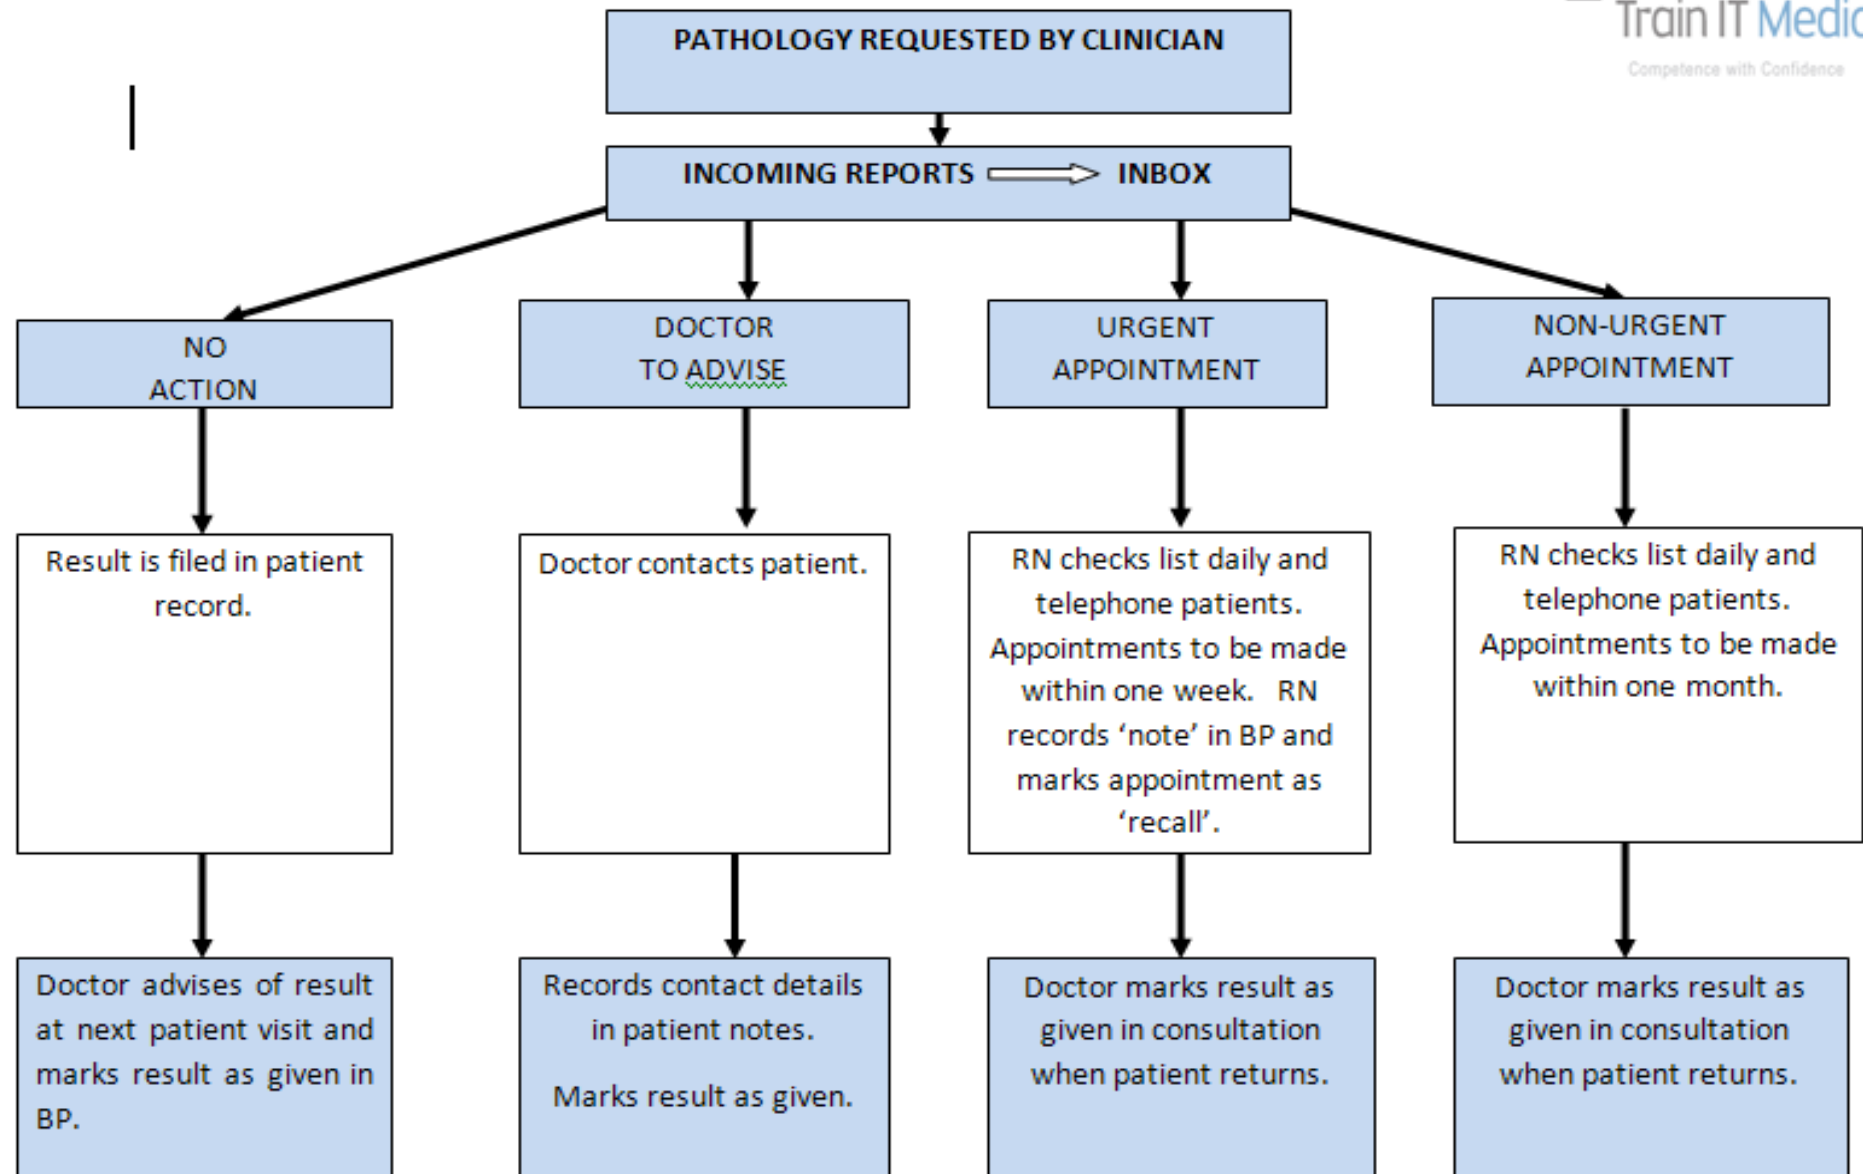 Train IT Medic
Competence with Confidence
PATHOLOGY REQUESTED BY CLINICIAN
INCOMING REPORTS INBOX
NO
ACTION
DOCTOR
TO ADVISE
URGENT
APPOINTMENT
NON-URGENT
APPOINTMENT
Result is filed in patient
record.
Doctor contacts patient.
RN checks list daily and
telephone patients.
Appointments to be made
within one week. RN
records ‘note’ in BP and
marks appointment as
‘recall’.
RN checks list daily and
telephone patients.
Appointments to be made
within one month.
Doctor advises of result
at next patient visit and
marks result as given in
BP.
Records contact details
in patient notes.
Marks result as given.
Doctor marks result as
given in consultation
when patient returns.
Doctor marks result as
given in consultation
when patient returns.